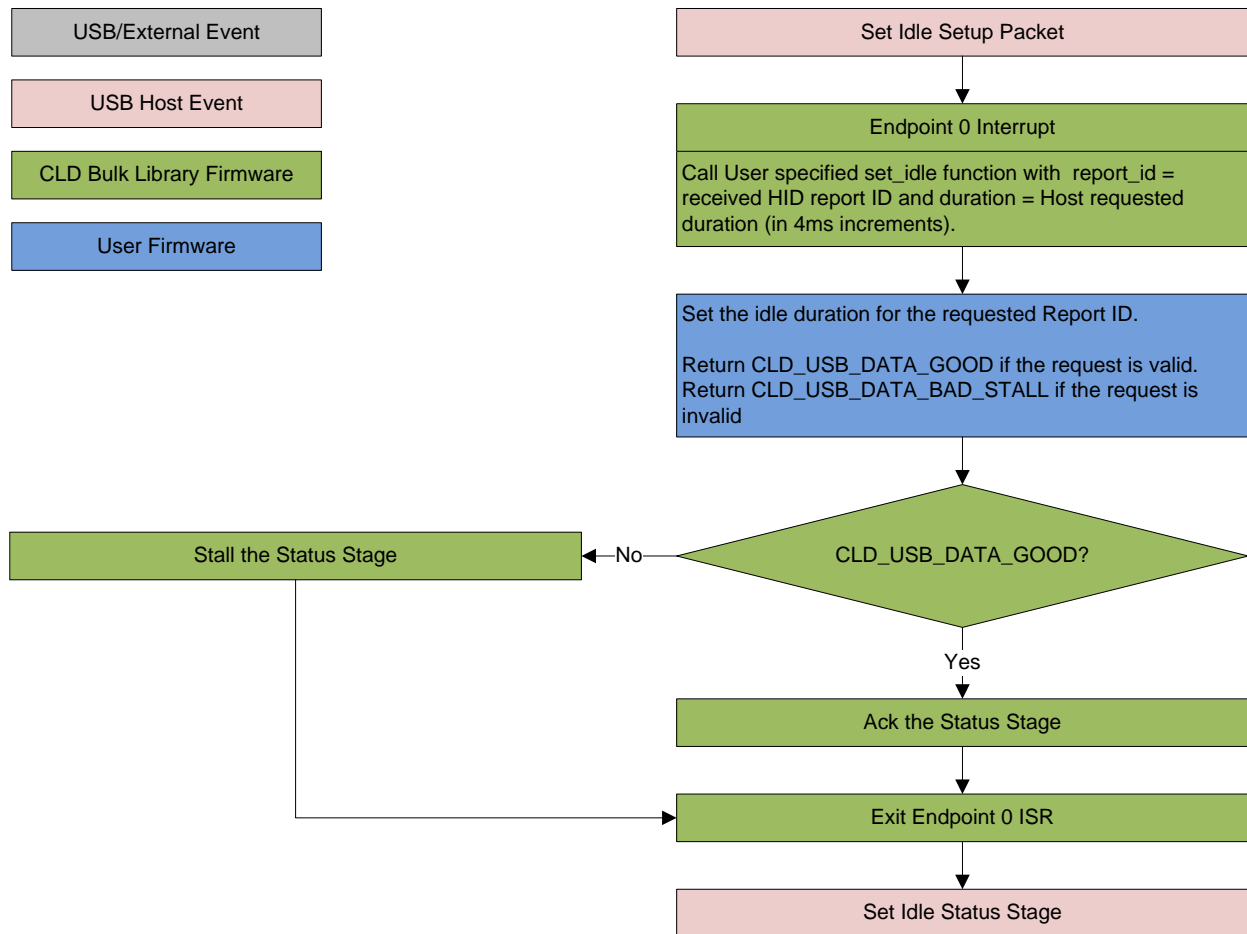 USB/External Event
USB Host Event
CLD Bulk Library Firmware
User Firmware
Set Idle Setup Packet
Endpoint 0 Interrupt
Call User specified set_idle function with  report_id =
received HID report ID and duration = Host requested
duration (in 4ms increments).
Set the idle duration for the requested Report ID.
Return CLD_USB_DATA_GOOD if the request is valid.
Return CLD_USB_DATA_BAD_STALL if the request is
invalid
CLD_USB_DATA_GOOD?
No
Stall the Status Stage
Yes
Ack the Status Stage
Exit Endpoint 0 ISR
Set Idle Status Stage